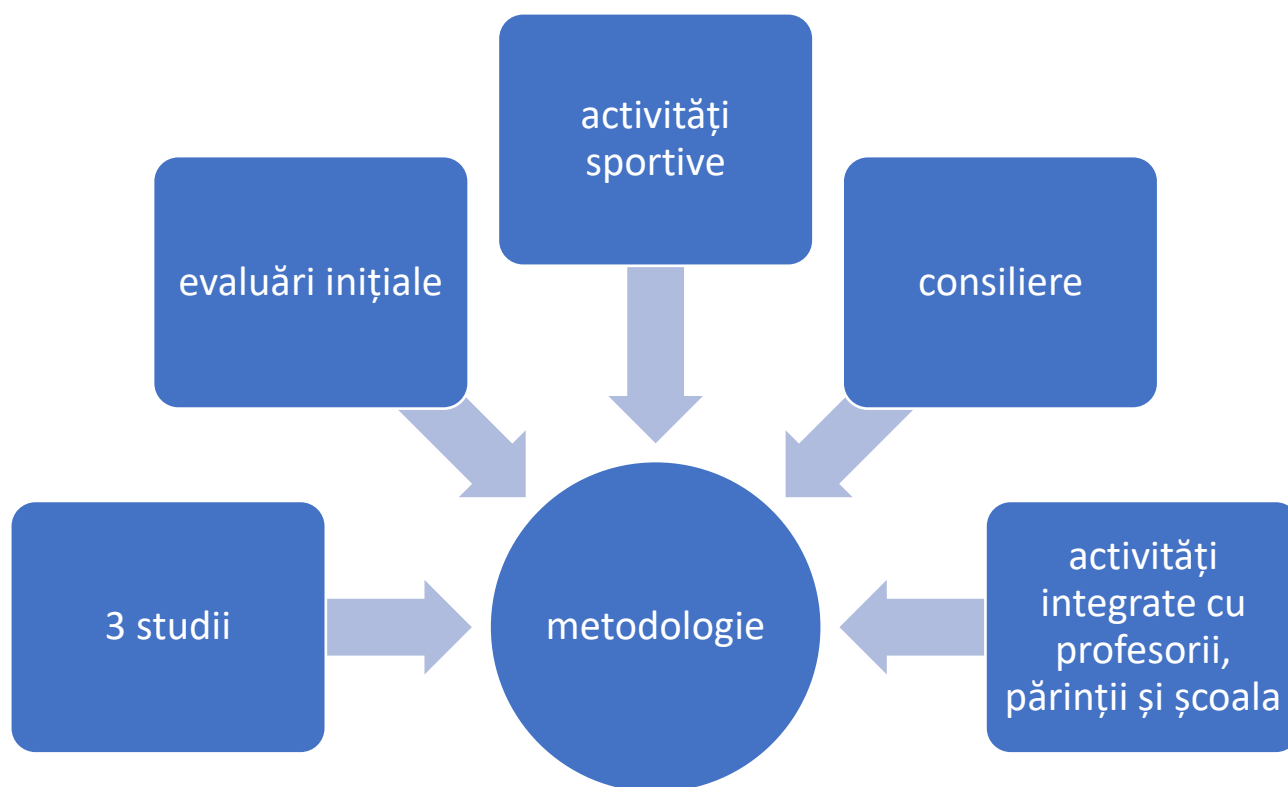 activități
sportive
evaluări inițiale
consiliere
3 studii
metodologie
activități
integrate cu
profesorii,
părinții și școala